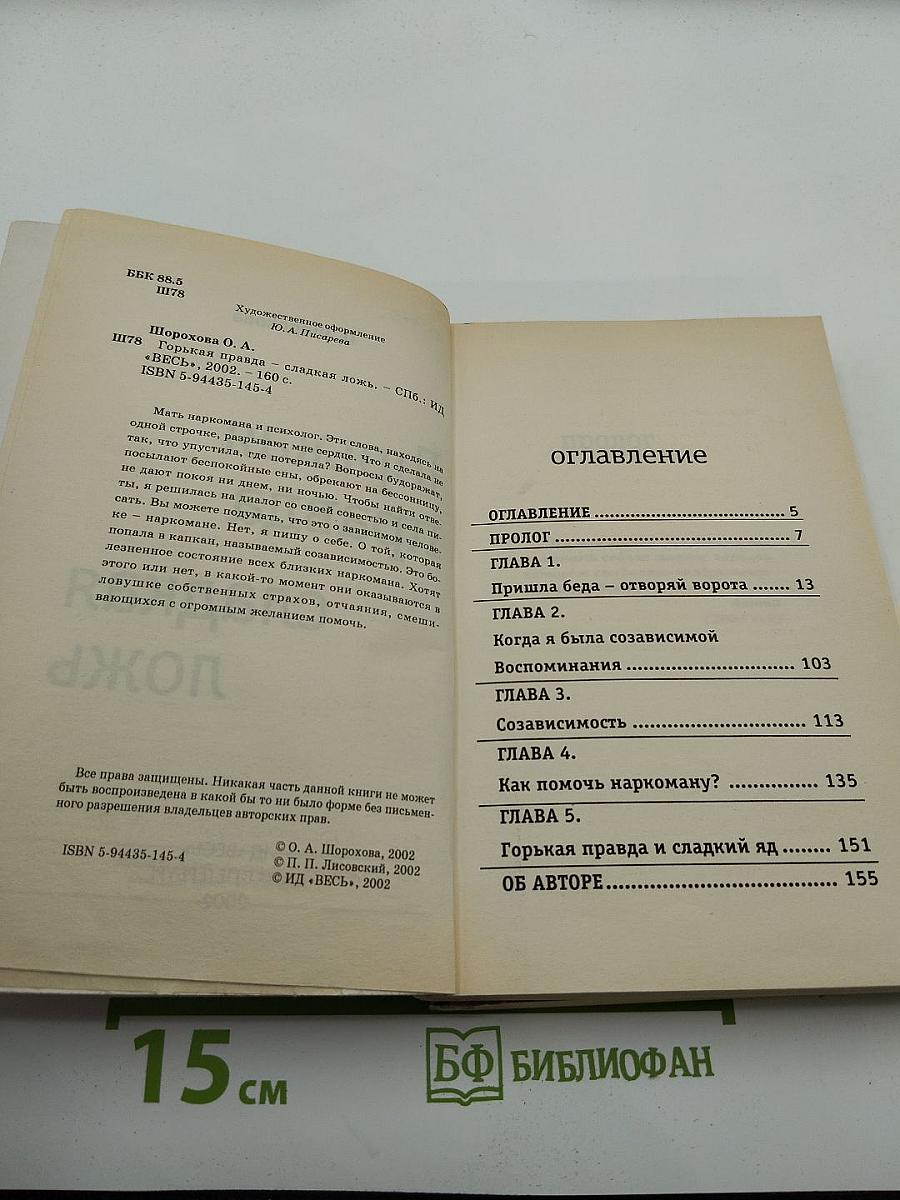 ББК 88.5
Ш78
Художественное оформление
Ю. А. Писарева
Шорохова О. А.
Ш78 Горькая правда – сладкая ложь. – СПб.: ИД
«ВЕСЬ», 2002. – 160 с.
ISBN 5-94435-145-4
Мать наркомана и психолог. Эти слова, находясь на
одной строчке, разрывают мне сердце. Что я сделала не
так, что упустила, где потеряла? Вопросы будоражат,
посылают беспокойные сны, обрекают на бессонницу,
не дают покоя ни днем, ни ночью. Чтобы найти отве-
ты, я решилась на диалог со своей совестью и села пи-
сать. Вы можете подумать, что это о зависимом челове-
ке – наркомане. Нет, я пишу о себе. О той, которая
попала в капкан, называемый созависимостью. Это бо-
лезненное состояние всех близких наркомана. Хотят
этого или нет, в какой-то момент они оказываются в
ловушке собственных страхов, отчаяния, смеши-
вающихся с огромным желанием помочь.
Все права защищены. Никакая часть данной книги не может
быть воспроизведена в какой бы то ни было форме без письмен-
ного разрешения владельцев авторских прав.
ISBN 5-94435-145-4
© О. А. Шорохова, 2002
© П. П. Лисовский, 2002
© ИД «ВЕСЬ», 2002
оглавление
ОГЛАВЛЕНИЕ ..................................... 5
ПРОЛОГ .............................................. 7
ГЛАВА 1.
Пришла беда – отворяй ворота ....... 13
ГЛАВА 2.
Когда я была созависимой
Воспоминания ................................ 103
ГЛАВА 3.
Созависимость ................................ 113
ГЛАВА 4.
Как помочь наркоману? ................ 135
ГЛАВА 5.
Горькая правда и сладкий яд ........ 151
ОБ АВТОРЕ...................................... 155
15 см
БФ БИБЛИОФАН